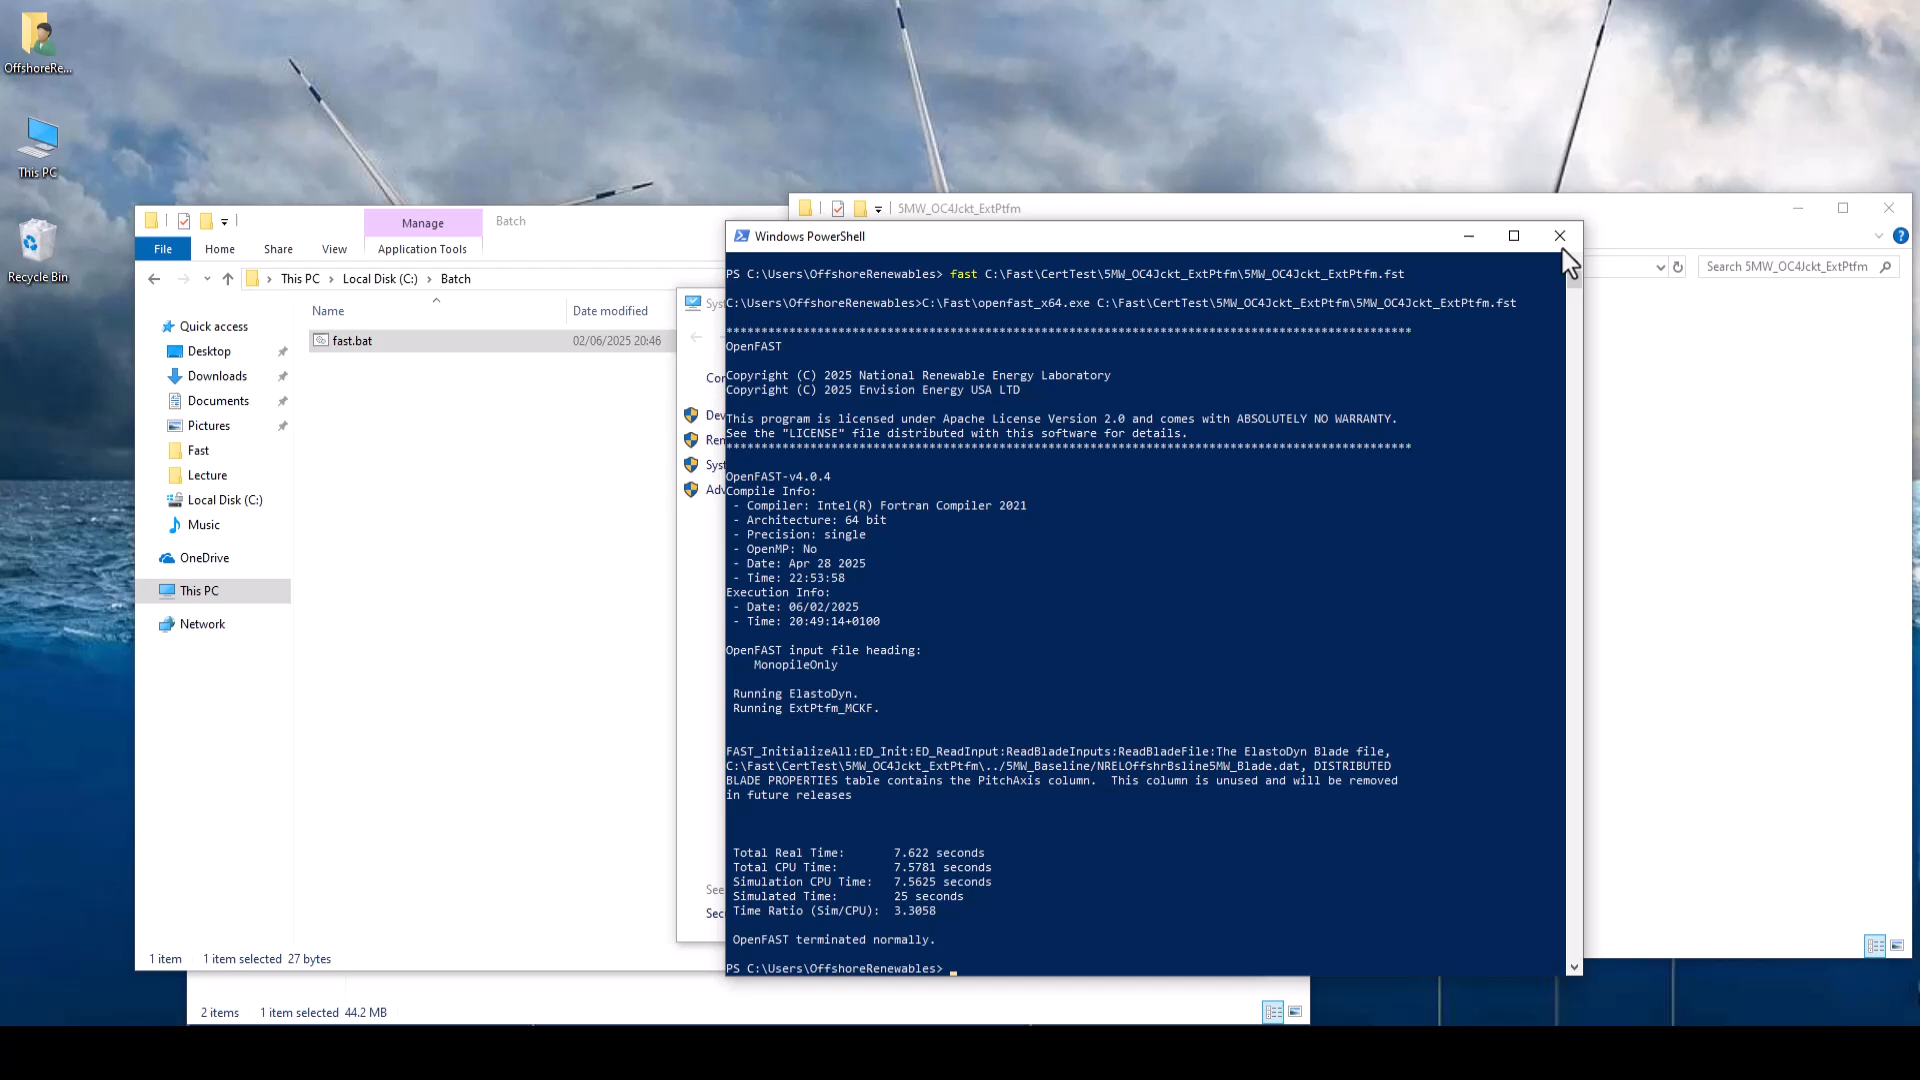 OffshoreRe...
This PC
Recycle Bin
Manage
Batch
File
Home
Share
View
Application Tools
This PC
Local Disk (C:)
Batch
Name
Date modified
Quick access
Desktop
Downloads
Documents
Pictures
Fast
Lecture
Local Disk (C:)
Music
OneDrive
This PC
Network
fast.bat
02/06/2025 20:46
1 item
1 item selected 27 bytes
2 items
1 item selected 44.2 MB
5MW_OC4Jckt_ExtPtfm
Search 5MW_OC4Jckt_ExtPtfm
Windows PowerShell
PS C:\Users\OffshoreRenewables> fast C:\Fast\CertTest\5MW_OC4Jckt_ExtPtfm\5MW_OC4Jckt_ExtPtfm.fst
C:\Users\OffshoreRenewables>C:\Fast\openfast_x64.exe C:\Fast\CertTest\5MW_OC4Jckt_ExtPtfm\5MW_OC4Jckt_ExtPtfm.fst
**************************************************************************************************
OpenFAST
Copyright (C) 2025 National Renewable Energy Laboratory
Copyright (C) 2025 Envision Energy USA LTD
This program is licensed under Apache License Version 2.0 and comes with ABSOLUTELY NO WARRANTY.
See the "LICENSE" file distributed with this software for details.
**************************************************************************************************
OpenFAST-v4.0.4
Compile Info:
- Compiler: Intel(R) Fortran Compiler 2021
- Architecture: 64 bit
- Precision: single
- OpenMP: No
- Date: Apr 28 2025
- Time: 22:53:58
Execution Info:
- Date: 06/02/2025
- Time: 20:49:14+0100
OpenFAST input file heading:
MonopileOnly
Running ElastoDyn.
Running ExtPtfm_MCKF.
FAST_InitializeAll:ED_Init:ED_ReadInput:ReadBladeInputs:ReadBladeFile:The ElastoDyn Blade file,
C:\Fast\CertTest\5MW_OC4Jckt_ExtPtfm\../5MW_Baseline/NRELOffshrBsline5MW_Blade.dat, DISTRIBUTED
BLADE PROPERTIES table contains the PitchAxis column.  This column is unused and will be removed
in future releases
Total Real Time:       7.622 seconds
Total CPU Time:        7.5781 seconds
Simulation CPU Time:   7.5625 seconds
Simulated Time:        25 seconds
Time Ratio (Sim/CPU):  3.3058
OpenFAST terminated normally.
PS C:\Users\OffshoreRenewables>